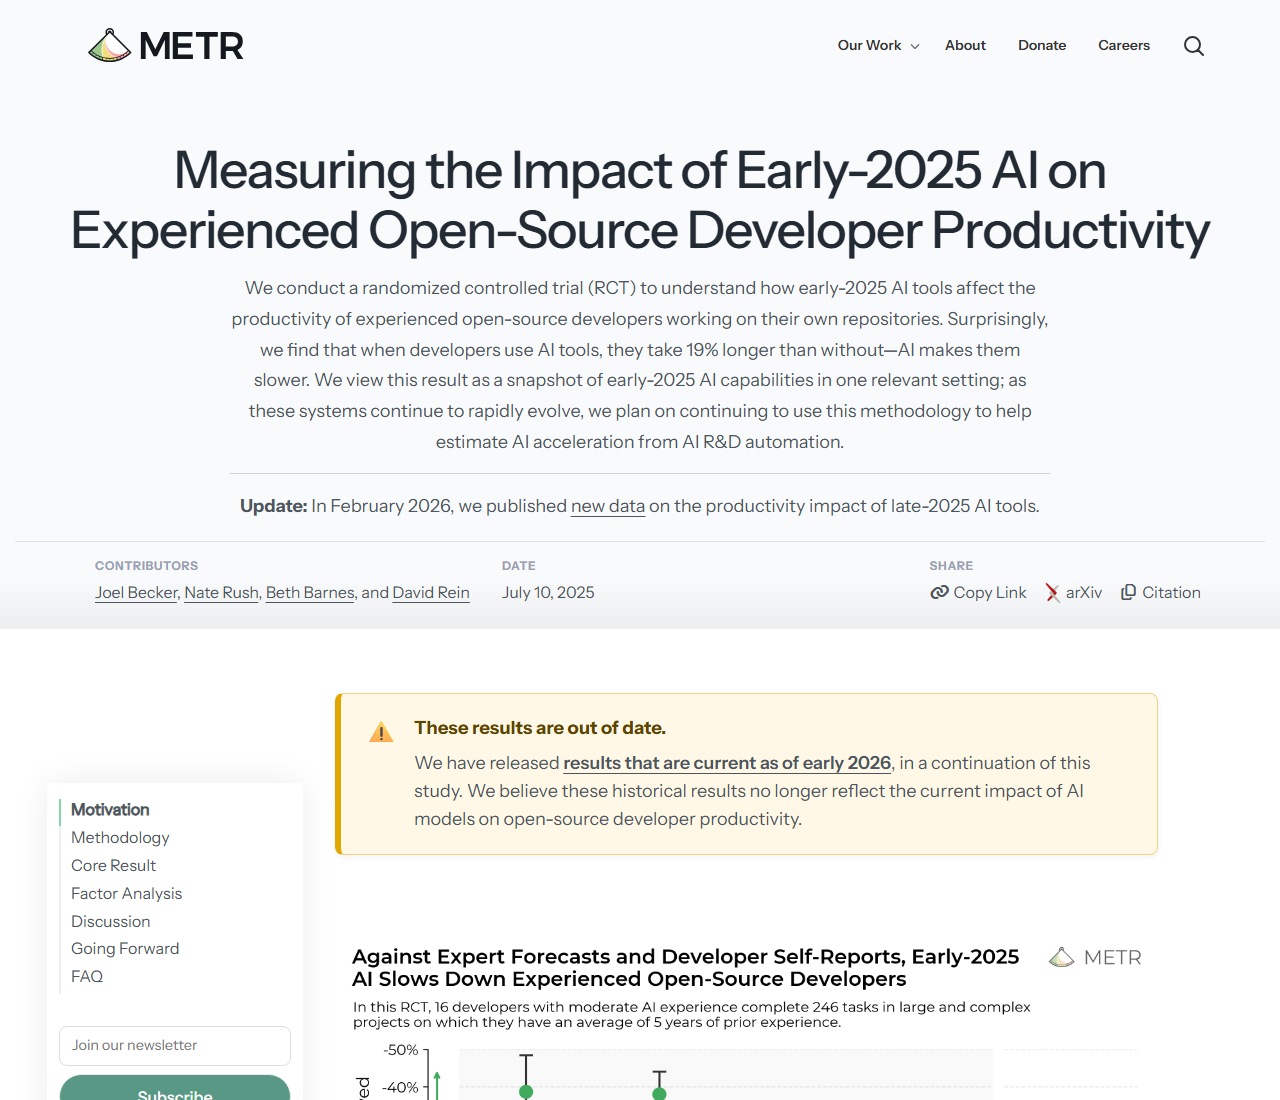 METR
Our Work
About
Donate
Careers
Measuring the Impact of Early-2025 AI on
Experienced Open-Source Developer Productivity
We conduct a randomized controlled trial (RCT) to understand how early-2025 AI tools affect the
productivity of experienced open-source developers working on their own repositories. Surprisingly,
we find that when developers use AI tools, they take 19% longer than without—AI makes them
slower. We view this result as a snapshot of early-2025 AI capabilities in one relevant setting; as
these systems continue to rapidly evolve, we plan on continuing to use this methodology to help
estimate AI acceleration from AI R&D automation.
Update: In February 2026, we published new data on the productivity impact of late-2025 AI tools.
CONTRIBUTORS
Joel Becker, Nate Rush, Beth Barnes, and David Rein
DATE
July 10, 2025
SHARE
Copy Link
arXiv
Citation
These results are out of date.
We have released results that are current as of early 2026, in a continuation of this
study. We believe these historical results no longer reflect the current impact of AI
models on open-source developer productivity.
Motivation
Methodology
Core Result
Factor Analysis
Discussion
Going Forward
FAQ
Join our newsletter
Subscribe
Against Expert Forecasts and Developer Self-Reports, Early-2025
AI Slows Down Experienced Open-Source Developers
METR
In this RCT, 16 developers with moderate AI experience complete 246 tasks in large and complex
projects on which they have an average of 5 years of prior experience.
-50%
-40%